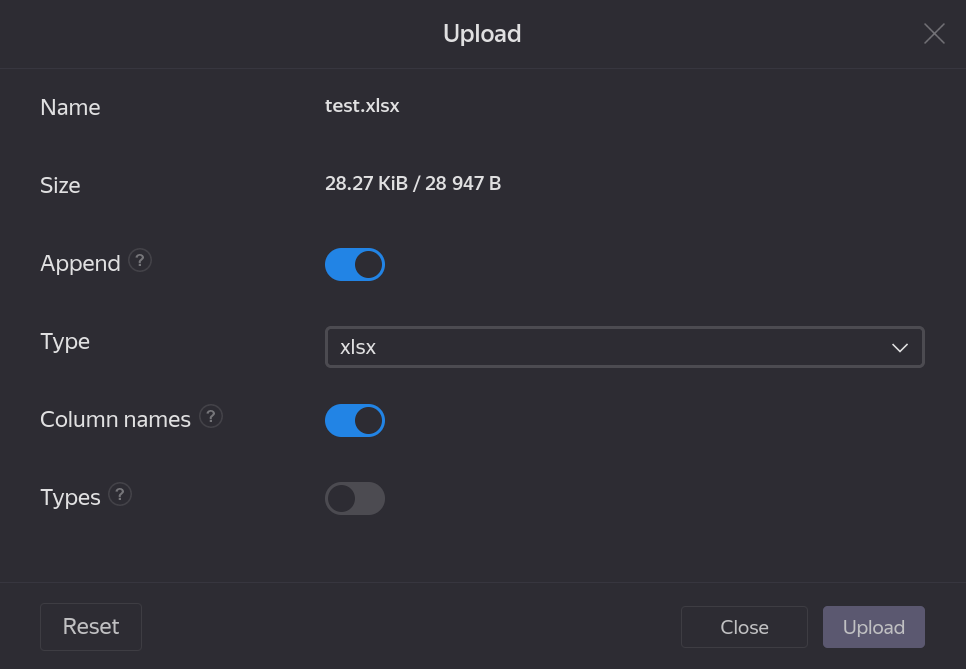 Upload
Name
test.xlsx
Size
28.27 KiB / 28 947 B
Append ?
Type
xlsx
Column names ?
Types ?
Reset
Close
Upload